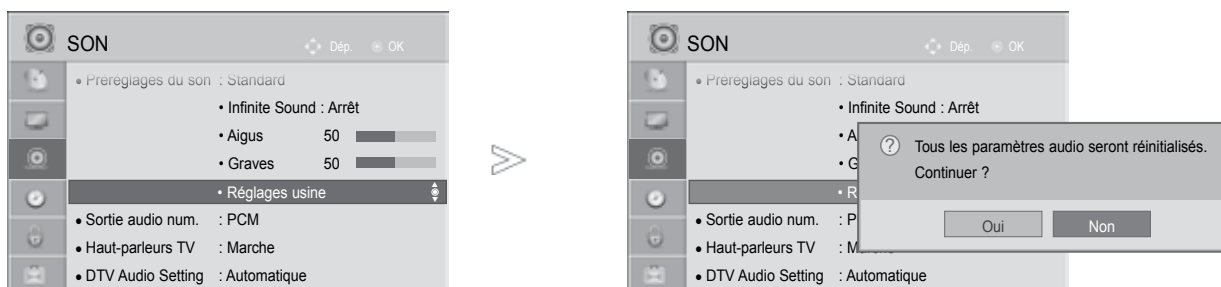 SON
Dép. OK
• Préréglages du son : Standard
• Infinite Sound : Arrêt
• Aigus 50
• Graves 50
• Réglages usine
• Sortie audio num. : PCM
• Haut-parleurs TV : Marche
• DTV Audio Setting : Automatique
SON
Dép. OK
• Préréglages du son : Standard
• Infinite Sound : Arrêt
• A
• G
• R
• Sortie audio num. : P
• Haut-parleurs TV : M
• DTV Audio Setting : Automatique
? Tous les paramètres audio seront réinitialisés.
Continuer ?
Oui Non